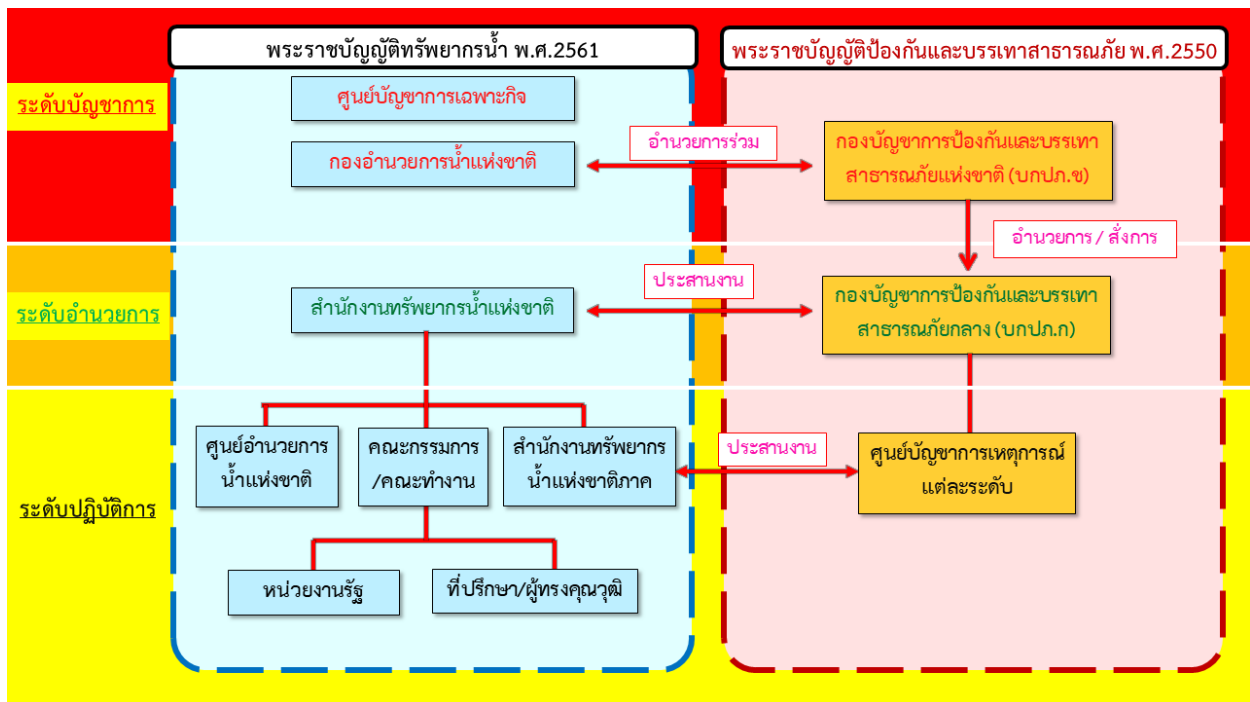 พระราชบัญญัติทรัพยากรน้ำ พ.ศ.2561
พระราชบัญญัติป้องกันและบรรเทาสาธารณภัย พ.ศ.2550
ระดับบัญชาการ
ศูนย์บัญชาการเฉพาะกิจ
กองอำนวยการน้ำแห่งชาติ
อำนวยการร่วม
กองบัญชาการป้องกันและบรรเทา
สาธารณภัยแห่งชาติ (บกปภ.ช)
อำนวยการ / สั่งการ
ระดับอำนวยการ
สำนักงานทรัพยากรน้ำแห่งชาติ
ประสานงาน
กองบัญชาการป้องกันและบรรเทา
สาธารณภัยกลาง (บกปภ.ก)
ระดับปฏิบัติการ
ศูนย์อำนวยการ
น้ำแห่งชาติ
คณะกรรมการ
/คณะทำงาน
สำนักงานทรัพยากร
น้ำแห่งชาติภาค
ประสานงาน
ศูนย์บัญชาการเหตุการณ์
แต่ละระดับ
หน่วยงานรัฐ
ที่ปรึกษา/ผู้ทรงคุณวุฒิ